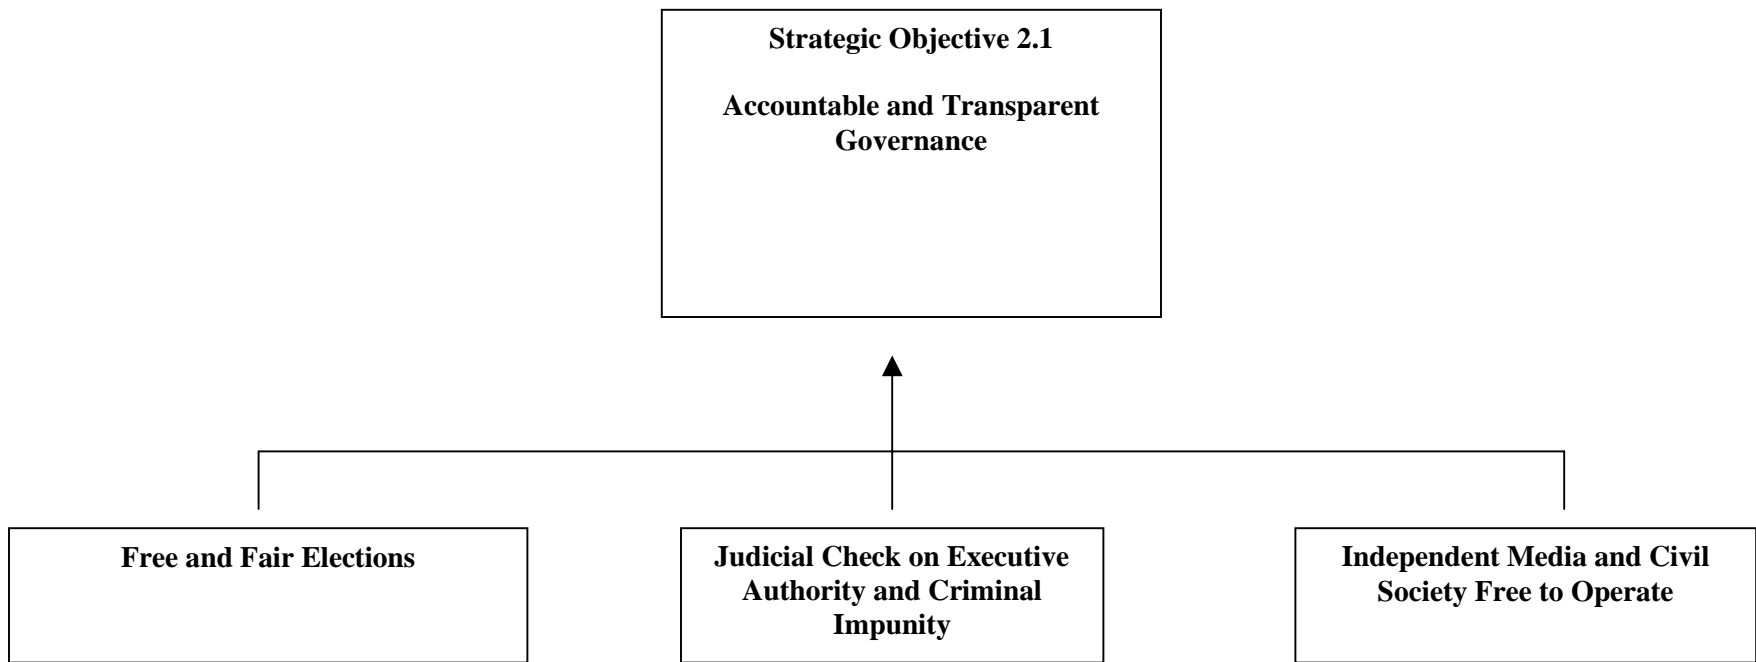 Strategic Objective 2.1
Accountable and Transparent
Governance
Free and Fair Elections
Judicial Check on Executive
Authority and Criminal
Impunity
Independent Media and Civil
Society Free to Operate